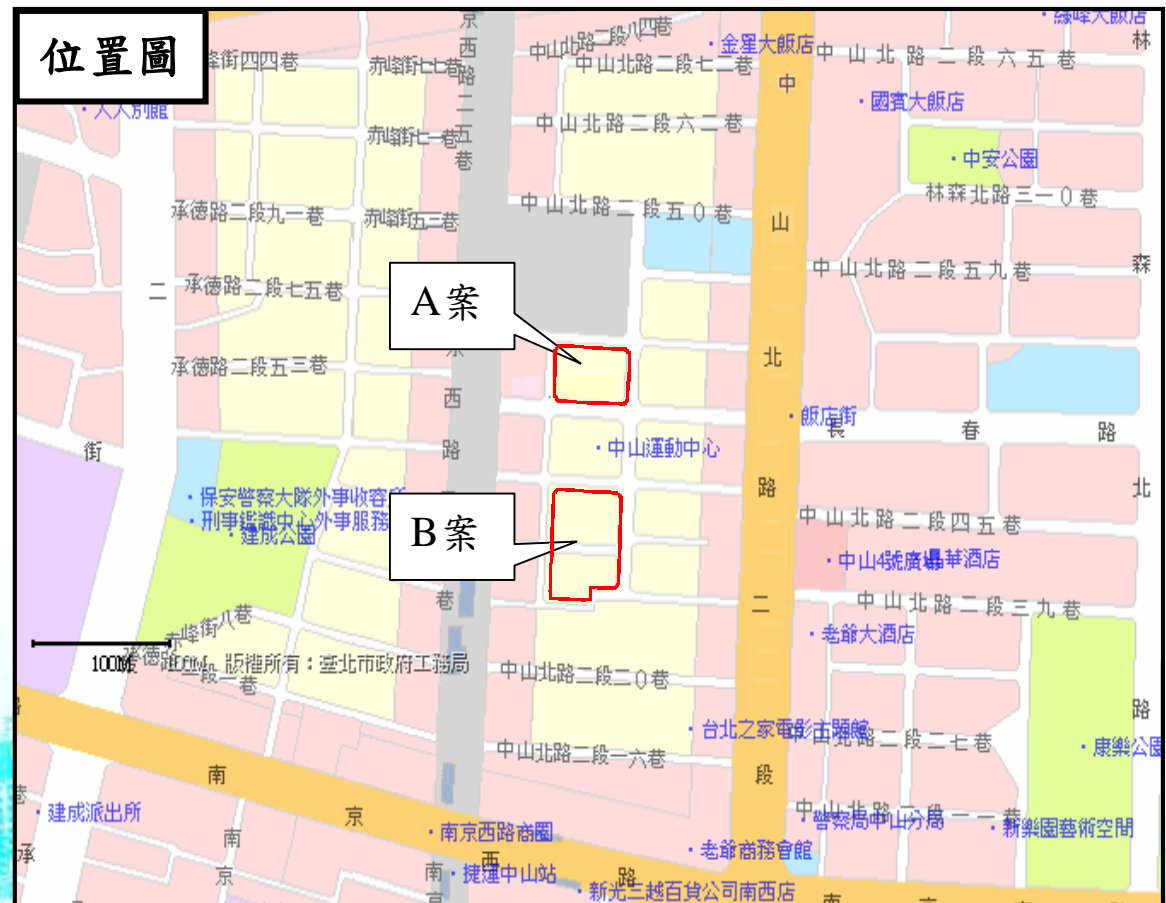 位置圖
綠峰大飯店
林
京西路二五巷
中山北路二段八四巷
金星大飯店
中山北路二段六五巷
赤峰街七七巷
中山北路二段七二巷
中
國賓大飯店
人人別館
中山北路二段六二巷
赤峰街七一巷
中安公園
林森北路三一0巷
承德路二段九一巷
赤峰街五三巷
中山北路二段五0巷
山
森
中山北路二段五九巷
二
承德路二段七五巷
A案
北
京
承德路二段五三巷
西
飯店街
長春路
街
路
中山運動中心
路
北
保安警察大隊外事收容所
刑事鑑識中心外事服務
建成公園
B案
中山北路二段四五巷
中山4號廣場
華酒店
巷
二
中山北路二段三九巷
赤峰街八巷
老爺大酒店
100M
版權所有：臺北市政府工務局
段一巷
中山北路二段二0巷
路
台北之家電影主題館
中山北路二段二七巷
中山北路二段一六巷
康樂公園
南
段
建成派出所
京
中山北路二段一一巷
警察局中山分局
新樂園藝術空間
南京
南京西路商圈
老爺商務會館
承
西
捷運中山站
路
南京
新光三越百貨公司南西店